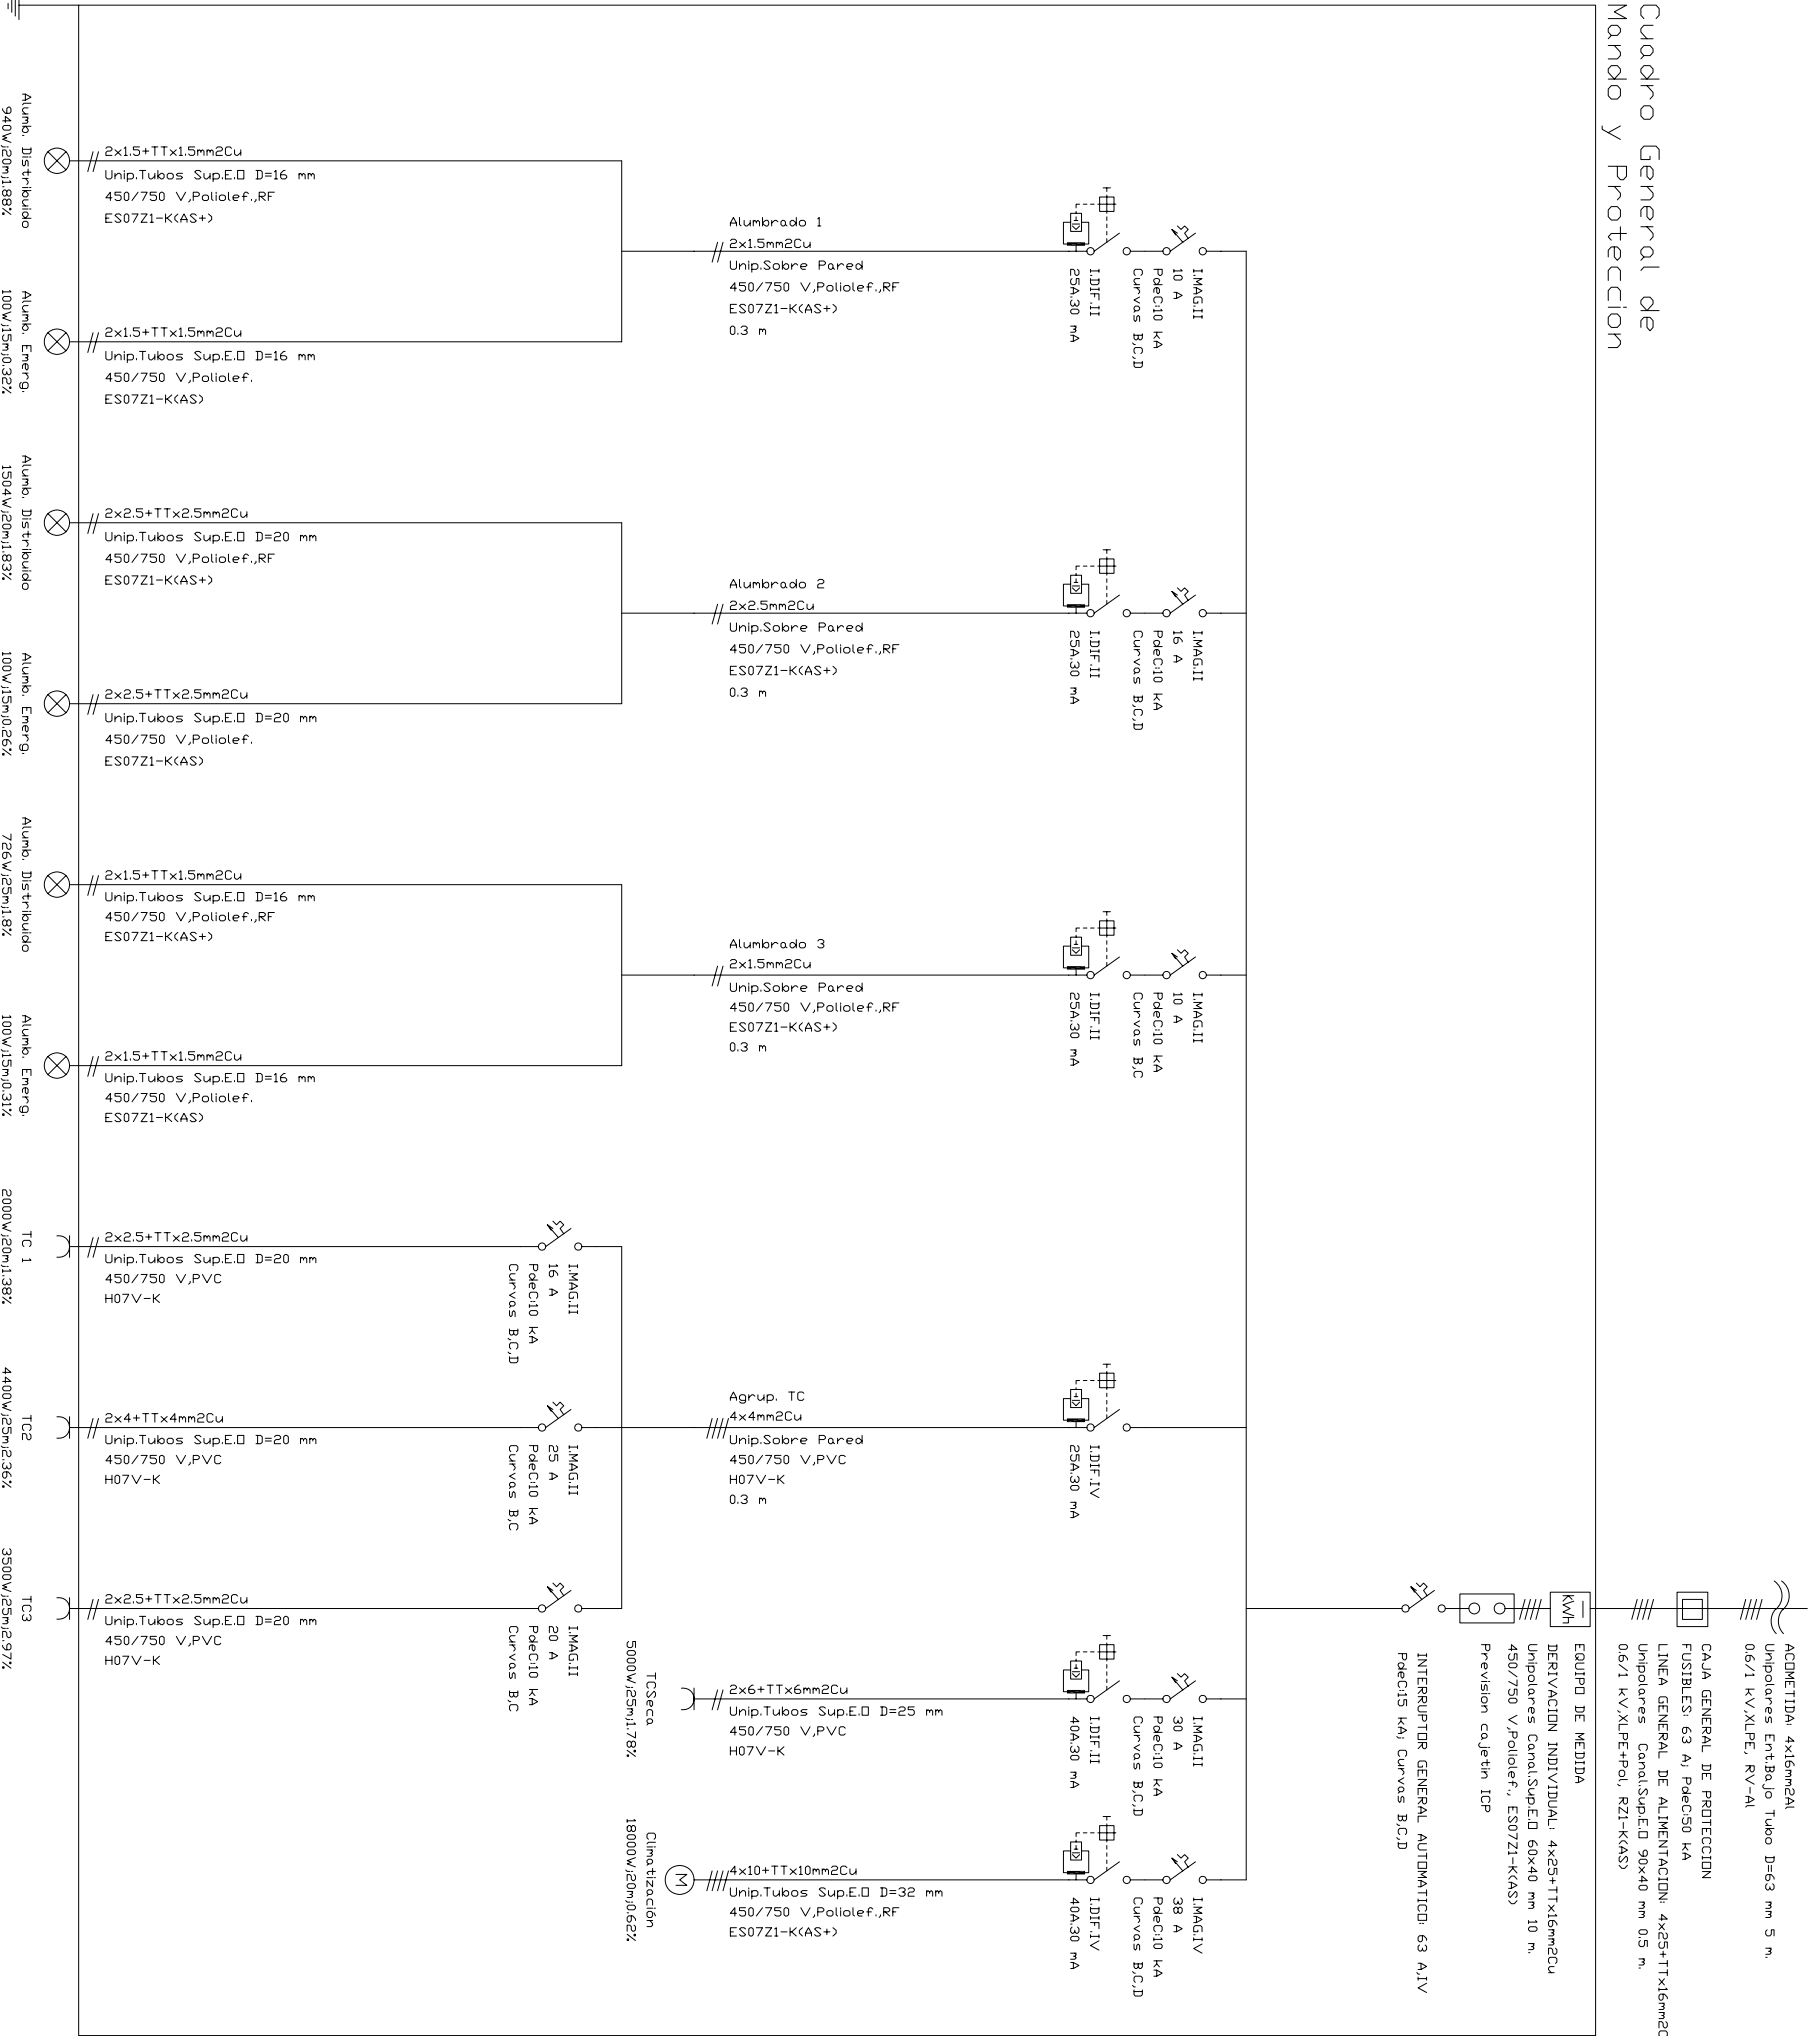 Cuadro General de
Mando y Proteccion
ACOMETIDA: 4x16mm2Al
Unipolares Ent.Bajo Tubo D=63 mm 5 m.
0.6/1 kV,XLPE, RV-Al
CAJA GENERAL DE PROTECCION
FUSIBLES: 63 A; PdeC:50 kA
LINEA GENERAL DE ALIMENTACION: 4x25+TTx16mm2C
Unipolares Canal.Sup.E.O 90x40 mm 0.5 m.
0.6/1 kV,XLPE+Pol, RZ1-K(AS)
kWh
EQUIPO DE MEDIDA
DERIVACION INDIVIDUAL: 4x25+TTx16mm2Cu
Unipolares Canal.Sup.E.O 60x40 mm 10 m.
450/750 V,Poliolef., ES07Z1-K(AS)
Prevision cajetin ICP
INTERRUPTOR GENERAL AUTOMATICO: 63 A,IV
PdeC:15 kA; Curvas B,C,D
I.MAG.II
10 A
PdeC:10 kA
Curvas B,C,D
I.DIF.II
25A.30 mA
Alumbrado 1
2x1.5mm2Cu
Unip.Sobre Pared
450/750 V,Poliolef.,RF
ES07Z1-K(AS+)
0.3 m
2x1.5+TTx1.5mm2Cu
Unip.Tubos Sup.E.O D=16 mm
450/750 V,Poliolef.,RF
ES07Z1-K(AS+)
Alumb. Distribuido
940W;20m;1.88%
2x1.5+TTx1.5mm2Cu
Unip.Tubos Sup.E.O D=16 mm
450/750 V,Poliolef.
ES07Z1-K(AS)
Alumb. Emerg.
100W;15m;0.32%
I.MAG.II
16 A
PdeC:10 kA
Curvas B,C,D
I.DIF.II
25A.30 mA
Alumbrado 2
2x2.5mm2Cu
Unip.Sobre Pared
450/750 V,Poliolef.,RF
ES07Z1-K(AS+)
0.3 m
2x2.5+TTx2.5mm2Cu
Unip.Tubos Sup.E.O D=20 mm
450/750 V,Poliolef.,RF
ES07Z1-K(AS+)
Alumb. Distribuido
1504W;20m;1.83%
2x2.5+TTx2.5mm2Cu
Unip.Tubos Sup.E.O D=20 mm
450/750 V,Poliolef.
ES07Z1-K(AS)
Alumb. Emerg.
100W;15m;0.26%
I.MAG.II
10 A
PdeC:10 kA
Curvas B,C
I.DIF.II
25A.30 mA
Alumbrado 3
2x1.5mm2Cu
Unip.Sobre Pared
450/750 V,Poliolef.,RF
ES07Z1-K(AS+)
0.3 m
2x1.5+TTx1.5mm2Cu
Unip.Tubos Sup.E.O D=16 mm
450/750 V,Poliolef.,RF
ES07Z1-K(AS+)
Alumb. Distribuido
726W;25m;1.8%
2x1.5+TTx1.5mm2Cu
Unip.Tubos Sup.E.O D=16 mm
450/750 V,Poliolef.
ES07Z1-K(AS)
Alumb. Emerg.
100W;15m;0.31%
I.DIF.IV
25A.30 mA
Agrup. TC
4x4mm2Cu
Unip.Sobre Pared
450/750 V,PVC
H07V-K
0.3 m
I.MAG.II
16 A
PdeC:10 kA
Curvas B,C,D
2x2.5+TTx2.5mm2Cu
Unip.Tubos Sup.E.O D=20 mm
450/750 V,PVC
H07V-K
TC 1
2000W;20m;1.38%
I.MAG.II
25 A
PdeC:10 kA
Curvas B,C
2x4+TTx4mm2Cu
Unip.Tubos Sup.E.O D=20 mm
450/750 V,PVC
H07V-K
TC2
4400W;25m;2.36%
I.MAG.II
20 A
PdeC:10 kA
Curvas B,C
2x2.5+TTx2.5mm2Cu
Unip.Tubos Sup.E.O D=20 mm
450/750 V,PVC
H07V-K
TC3
3500W;25m;2.97%
I.MAG.II
30 A
PdeC:10 kA
Curvas B,C,D
I.DIF.II
40A.30 mA
2x6+TTx6mm2Cu
Unip.Tubos Sup.E.O D=25 mm
450/750 V,PVC
H07V-K
TCSeca
5000W;25m;1.78%
I.MAG.IV
38 A
PdeC:10 kA
Curvas B,C,D
I.DIF.IV
40A.30 mA
4x10+TTx10mm2Cu
Unip.Tubos Sup.E.O D=32 mm
450/750 V,Poliolef.,RF
ES07Z1-K(AS+)
M
Climatización
18000W;20m;0.62%